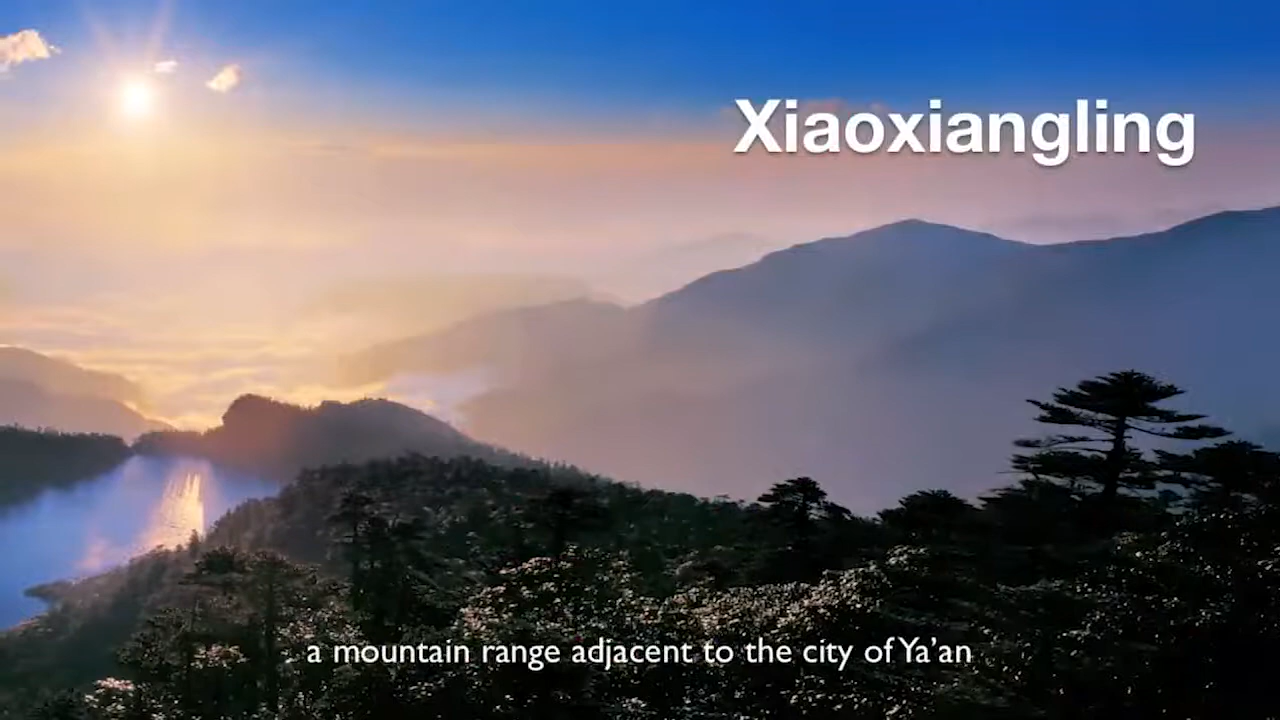 Xiaoxiangling
a mountain range adjacent to the city of Ya’an